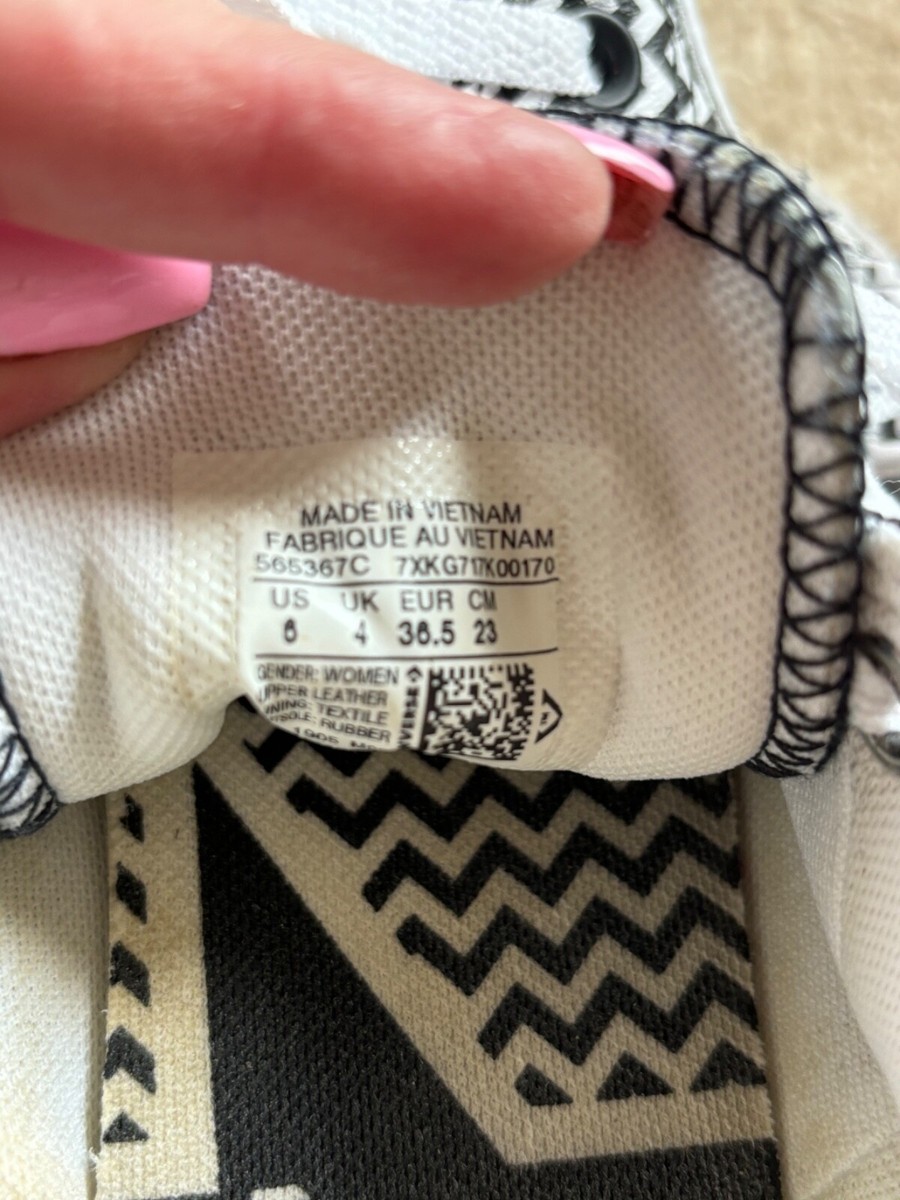 MADE IN VIETNAM
FABRIQUE AU VIETNAM
565367C 7XKG717K00170
US UK EUR CM
6 4 36.5 23
GENDER: WOMEN
UPPER LEATHER
LINING: TEXTILE
RUBBER
1905